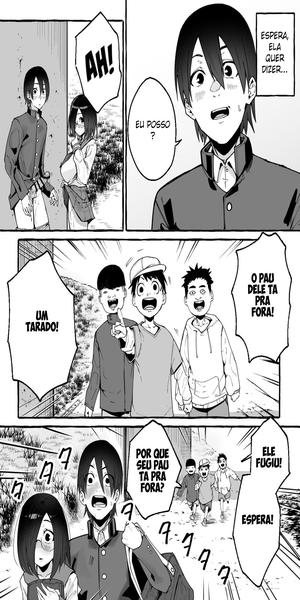 ESPERA,
ELA
QUER
DIZER...
EU POSSO
?
AH!
O PAU
DELE TA
PRA
FORA!
UM
TARADO!
ELE
FUGIU!
ESPERA!
POR QUE
SEU PAU
TA PRA
FORA?